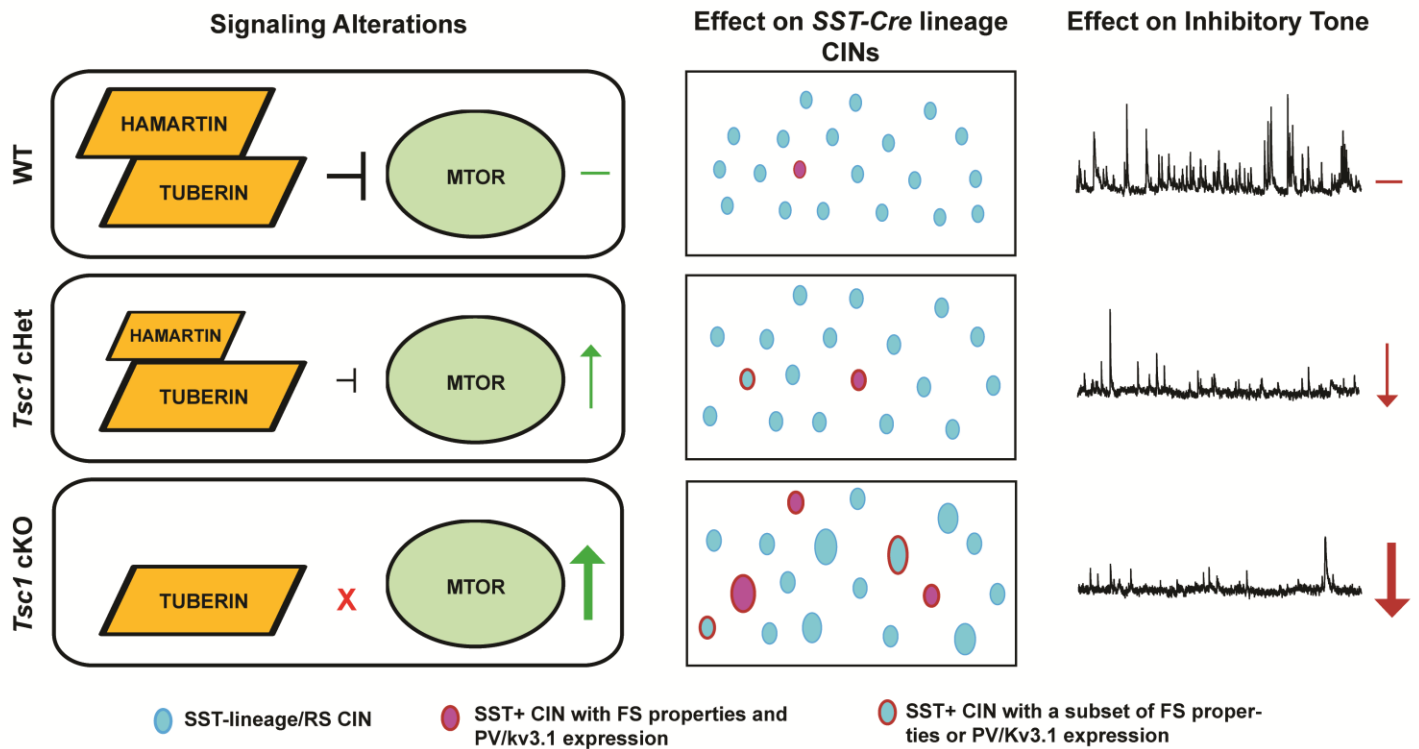 Signaling Alterations
Effect on SST-Cre lineage
CINs
Effect on Inhibitory Tone
WT
HAMARTIN
TUBERIN
MTOR
Tsc1 cHet
HAMARTIN
TUBERIN
MTOR
Tsc1 cKO
TUBERIN
X
MTOR
SST-lineage/RS CIN
SST+ CIN with FS properties and
PV/kv3.1 expression
SST+ CIN with a subset of FS proper-
ties or PV/Kv3.1 expression